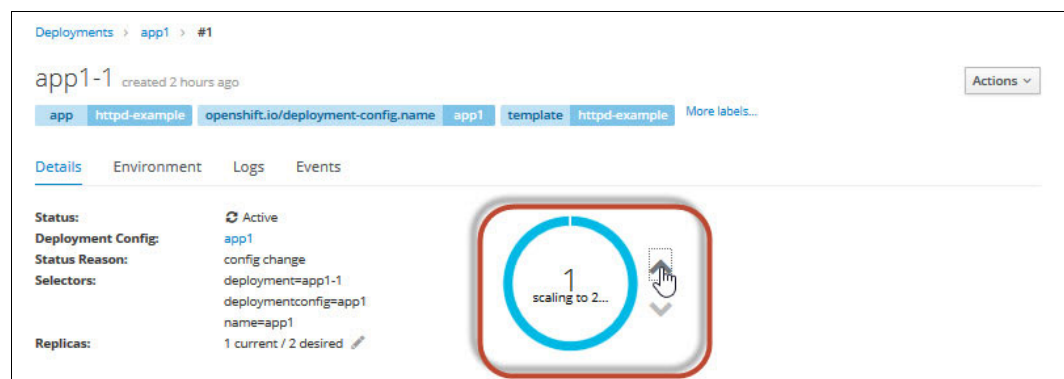 Deployments > app1 > #1
app1-1 created 2 hours ago
Actions
app httpd-example openshift.io/deployment-config.name app1 template httpd-example More labels...
Details Environment Logs Events
Status: Active
Deployment Config: app1
Status Reason: config change
Selectors: deployment=app1-1
deploymentconfig=app1
name=app1
Replicas: 1 current / 2 desired
1
scaling to 2...